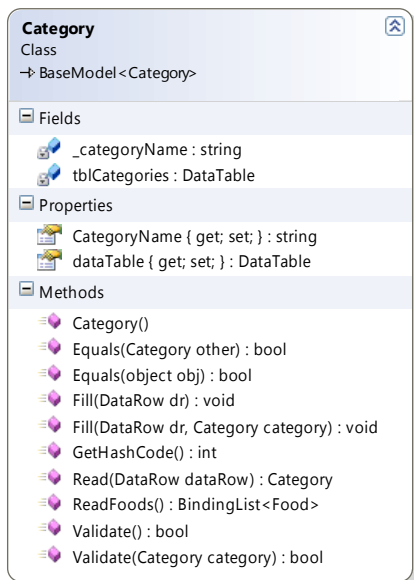 Category
Class
BaseModel<Category>
Fields
_categoryName : string
tblCategories : DataTable
Properties
CategoryName { get; set; } : string
dataTable { get; set; } : DataTable
Methods
Category()
Equals(Category other) : bool
Equals(object obj) : bool
Fill(DataRow dr) : void
Fill(DataRow dr, Category category) : void
GetHashCode() : int
Read(DataRow dataRow) : Category
ReadFoods() : BindingList<Food>
Validate() : bool
Validate(Category category) : bool